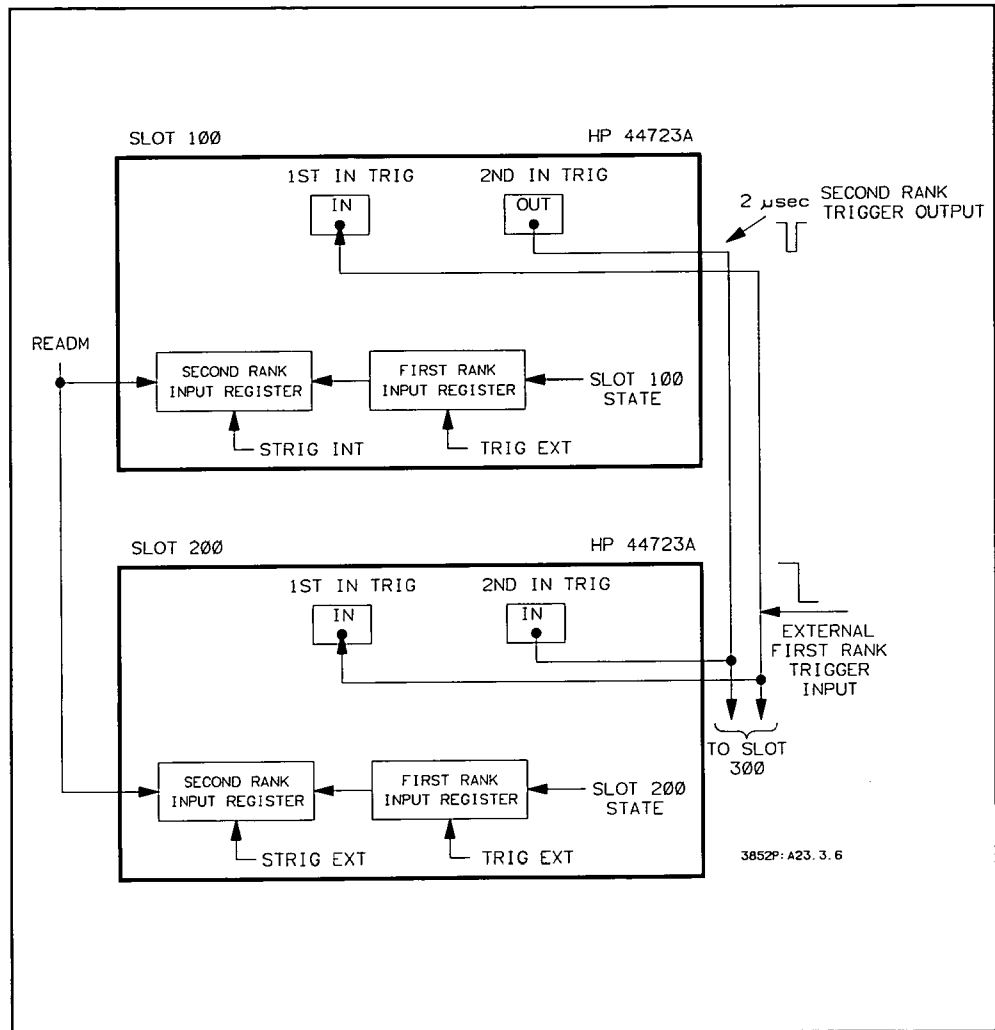 SLOT 100
HP 44723A
1ST IN TRIG
2ND IN TRIG
IN
OUT
2 µsec
SECOND RANK
TRIGGER OUTPUT
READM
SECOND RANK
INPUT REGISTER
FIRST RANK
INPUT REGISTER
SLOT 100
STATE
STRIG INT
TRIG EXT
SLOT 200
HP 44723A
1ST IN TRIG
2ND IN TRIG
IN
IN
EXTERNAL
FIRST RANK
TRIGGER
INPUT
TO SLOT
300
SECOND RANK
INPUT REGISTER
FIRST RANK
INPUT REGISTER
SLOT 200
STATE
STRIG EXT
TRIG EXT
3852P:A23.3.6